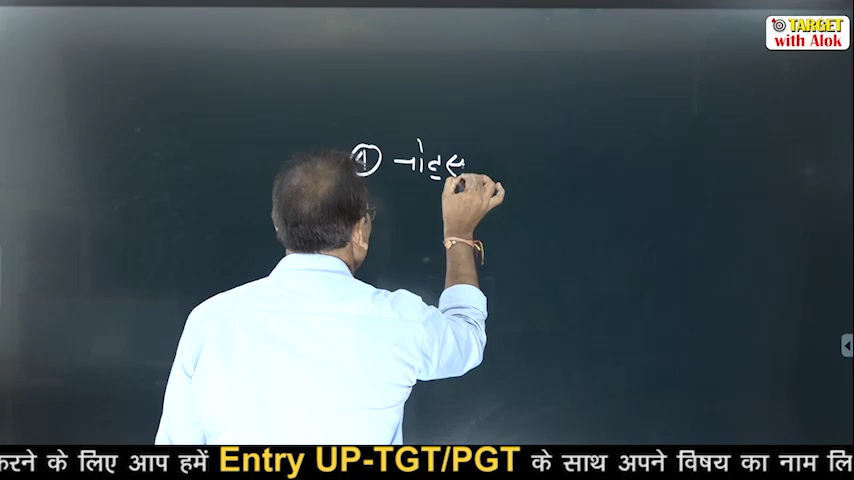 TARGET
with Alok
①
करने के लिए आप हमें Entry UP-TGT/PGT के साथ अपने विषय का नाम लि